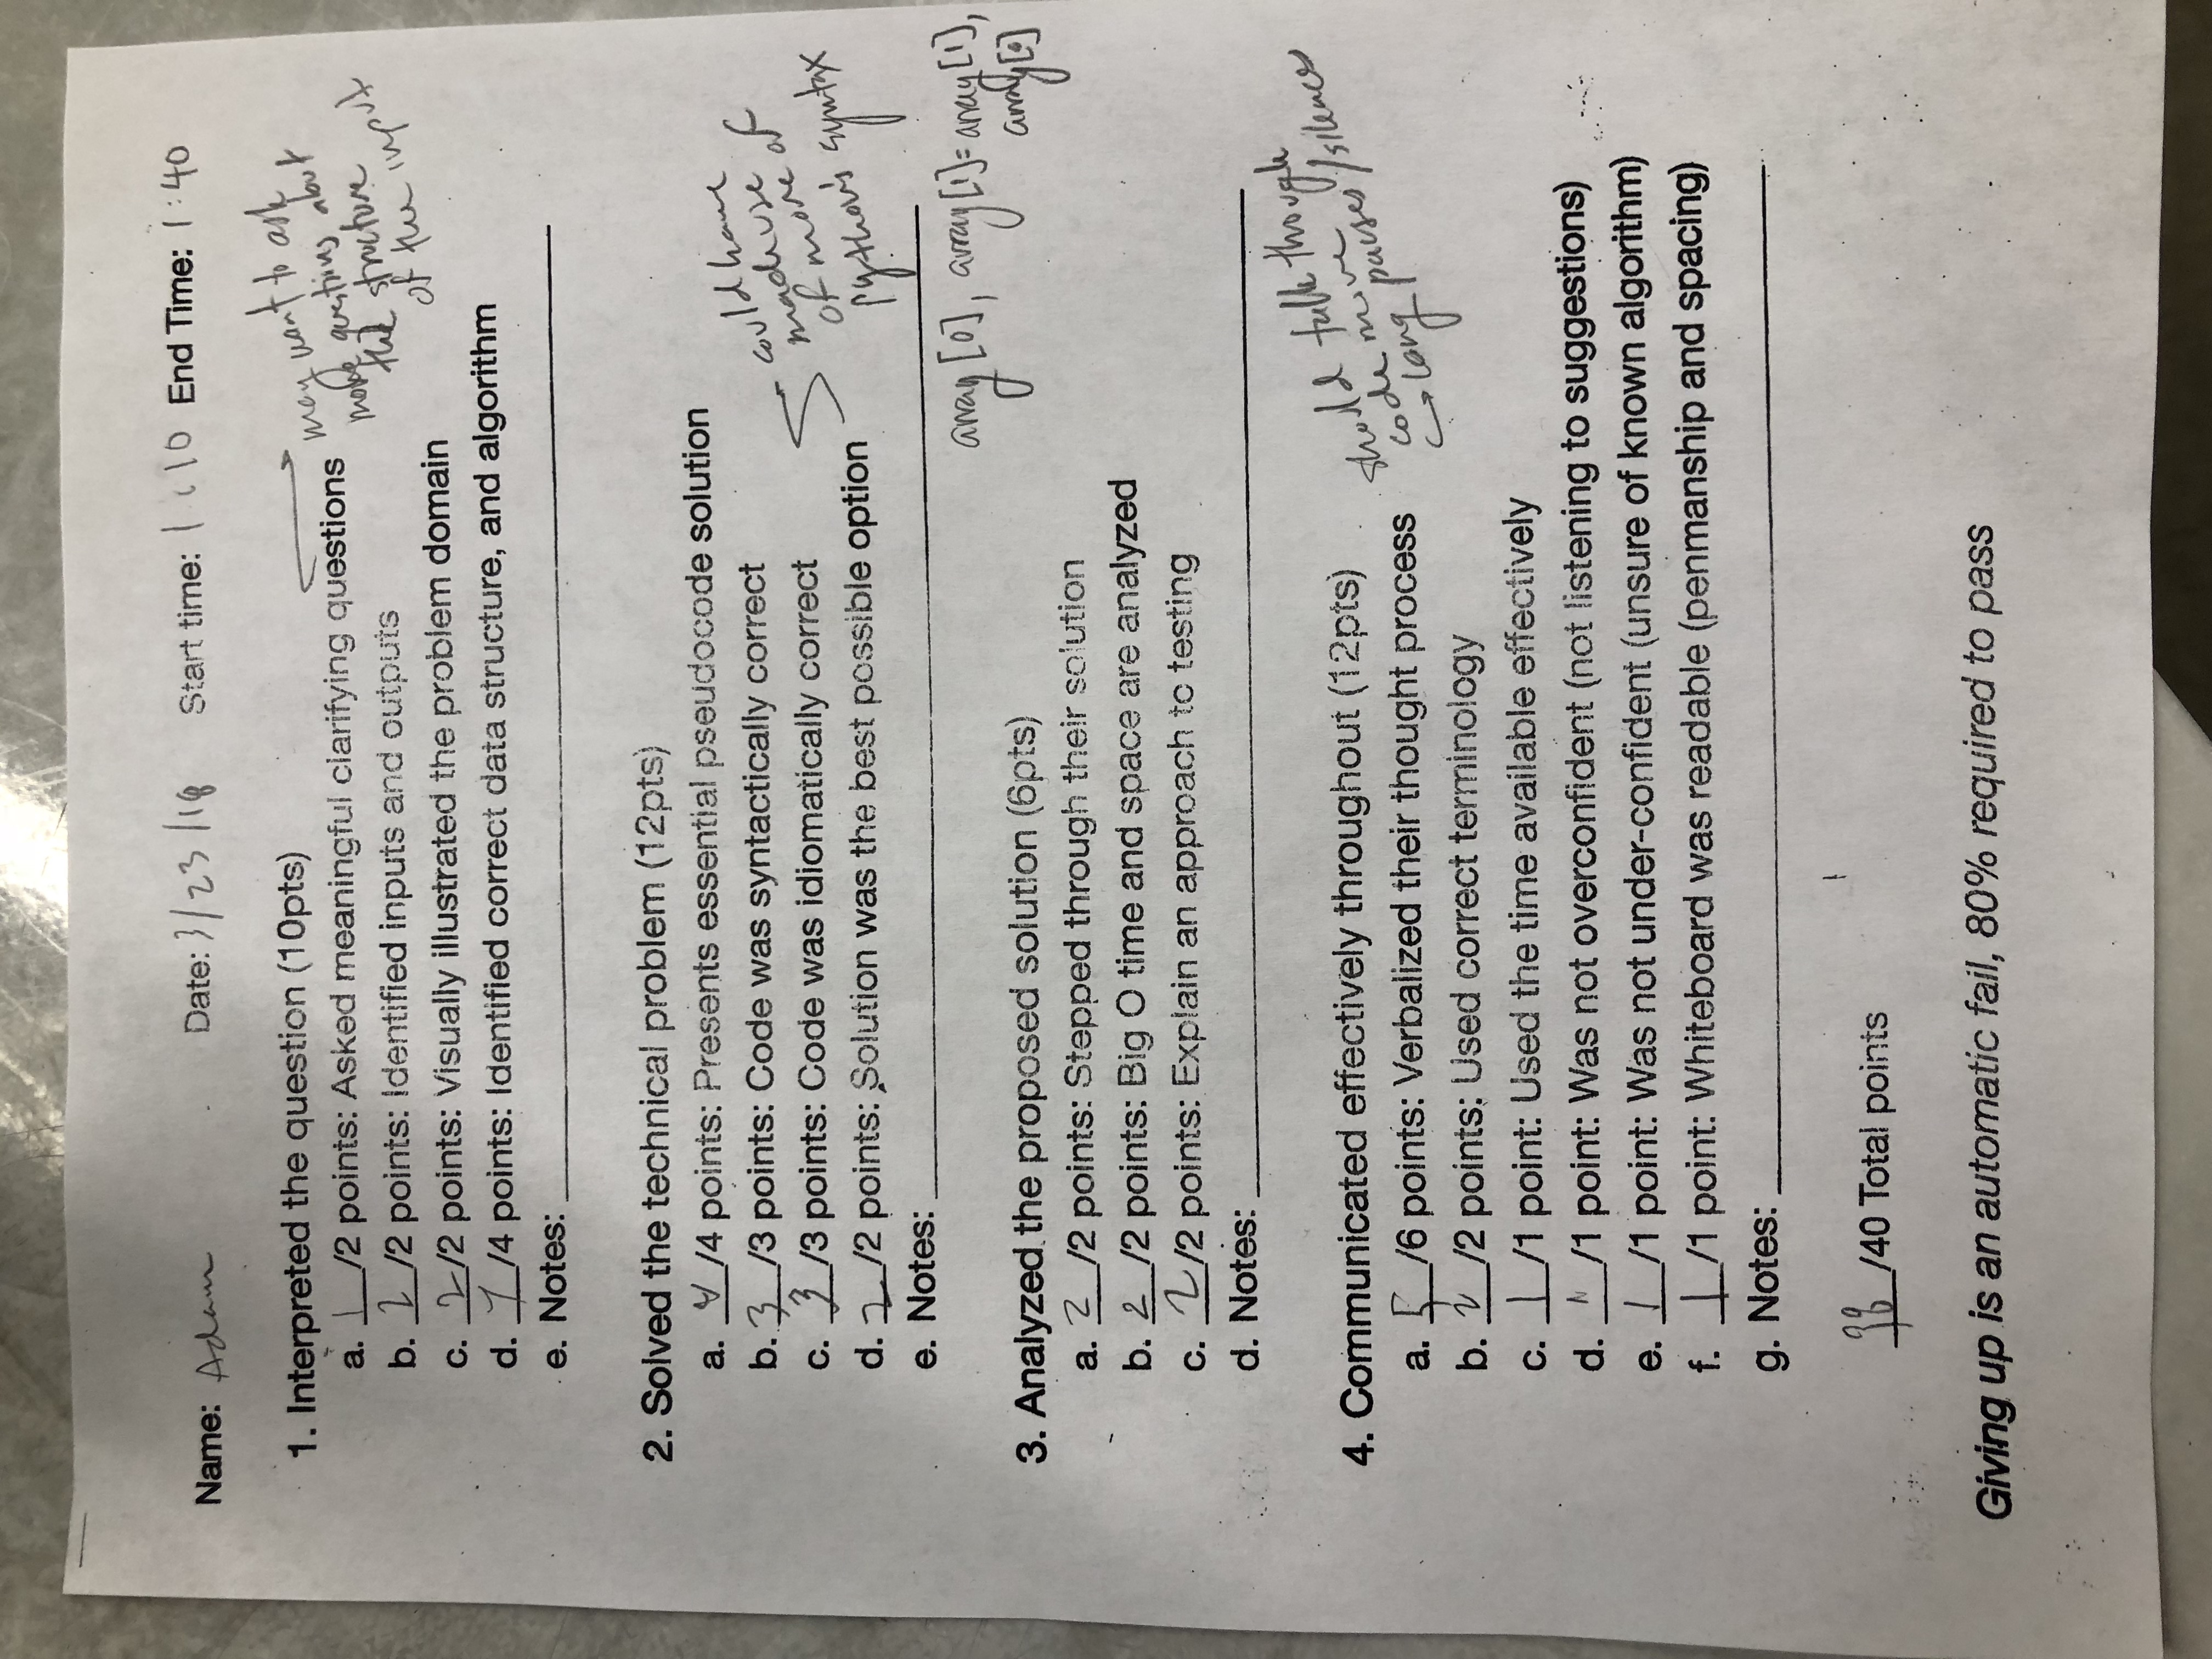 Name: Adam Date: 3/23/18 Start time: 1:10 End Time: 1:40
1. Interpreted the question (10pts)
a. 1/2 points: Asked meaningful clarifying questions
may want to ask
more questions about
the structure
of the input
b. 2/2 points: Identified inputs and outputs
c. 2/2 points: Visually illustrated the problem domain
d. /4 points: Identified correct data structure, and algorithm
e. Notes:
2. Solved the technical problem (12pts)
a. 4/4 points: Presents essential pseudocode solution
b. 3/3 points: Code was syntactically correct
c. 3/3 points: Code was idiomatically correct
d. 2/2 points: Solution was the best possible option
could have
made use
of more of
Python's syntax
e. Notes:
array[0], array[1]= array[1],
array[0]
3. Analyzed the proposed solution (6pts)
a. 2/2 points: Stepped through their solution
b. 2/2 points: Big O time and space are analyzed
c. 2/2 points: Explain an approach to testing
d. Notes:
4. Communicated effectively throughout (12pts)
should talk through
code more
→ long pauses/silences
a. 5/6 points: Verbalized their thought process
b. 2/2 points: Used correct terminology
c. 1/1 point: Used the time available effectively
d. 1/1 point: Was not overconfident (not listening to suggestions)
e. 1/1 point: Was not under-confident (unsure of known algorithm)
f. 1/1 point: Whiteboard was readable (penmanship and spacing)
g. Notes:
38/40 Total points
Giving up is an automatic fail, 80% required to pass